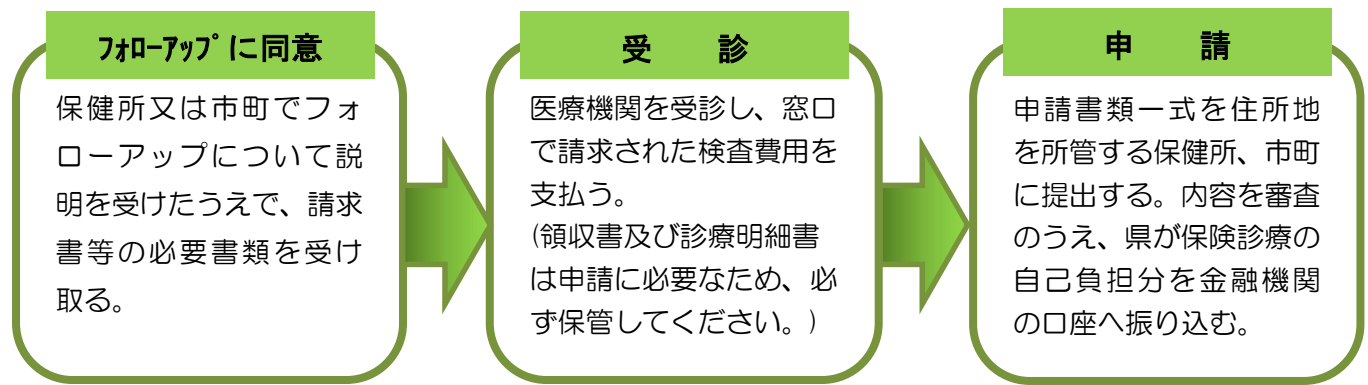 ﾌｫﾛｰｱｯﾌﾟに同意
保健所又は市町でフォ
ローアップについて説
明を受けたうえで、請求
書等の必要書類を受け
取る。
受　　診
医療機関を受診し、窓口
で請求された検査費用を
支払う。
(領収書及び診療明細書
は申請に必要なため、必
ず保管してください。)
申　　請
申請書類一式を住所地
を所管する保健所、市町
に提出する。内容を審査
のうえ、県が保険診療の
自己負担分を金融機関
の口座へ振り込む。